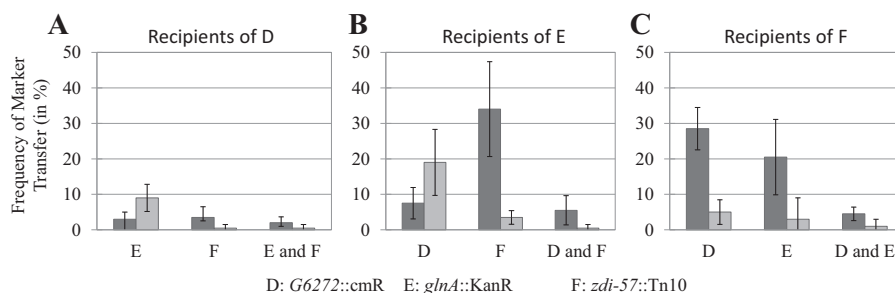 A
Recipients of D
B
Recipients of E
C
Recipients of F
Frequency of Marker
Transfer (in %)
50
40
30
20
10
0
E
F
E and F
50
40
30
20
10
0
D
F
D and F
50
40
30
20
10
0
D
E
D and E
D: G6272::cmR E: glnA::KanR F: zdi-57::Tn10